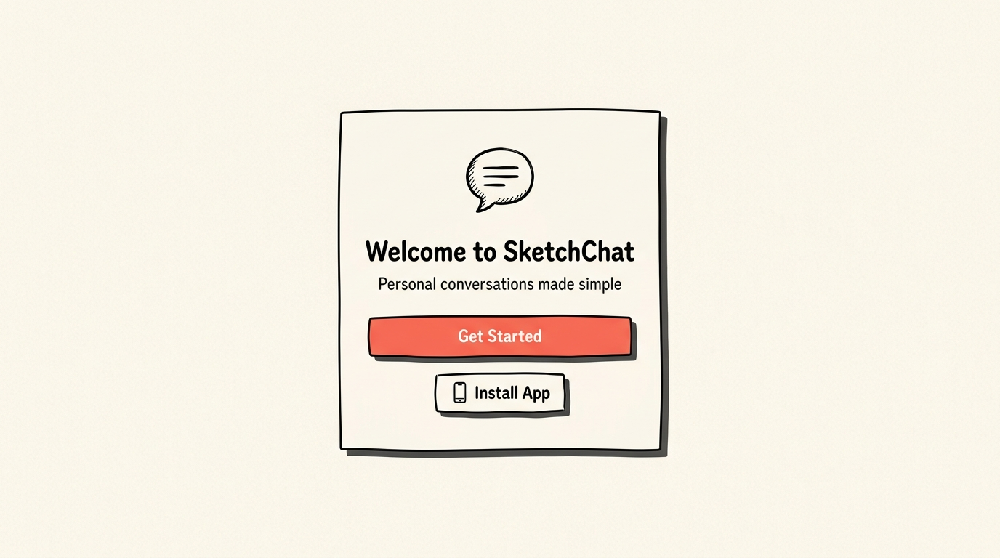 Welcome to SketchChat
Personal conversations made simple
Get Started
Install App